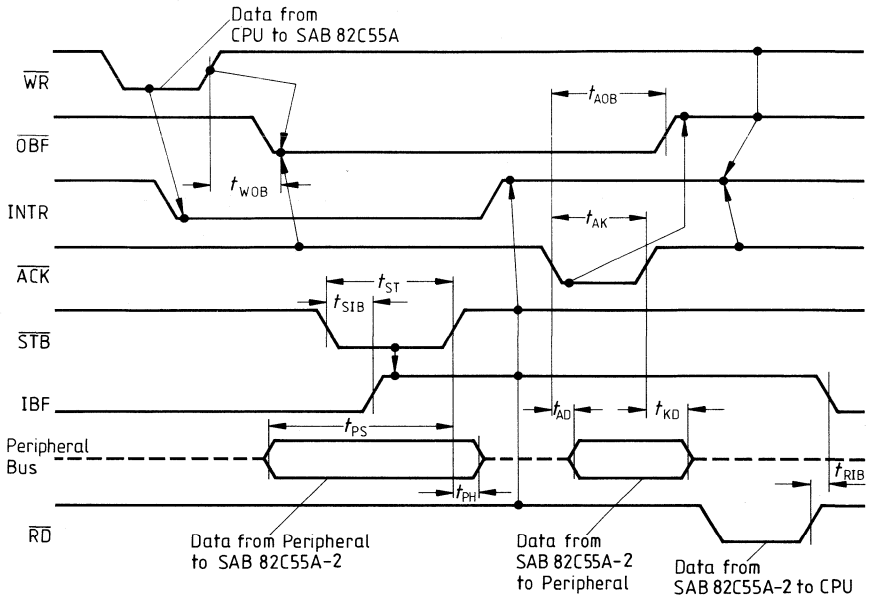 Data from
CPU to SAB 82C55A
WR
OBF
tAOB
tWOB
INTR
tAK
ACK
tST
tSIB
STB
IBF
tAD
tKD
tPS
Peripheral
Bus
tRIB
tPH
RD
Data from Peripheral
to SAB 82C55A-2
Data from
SAB 82C55A-2
to Peripheral
Data from
SAB 82C55A-2 to CPU